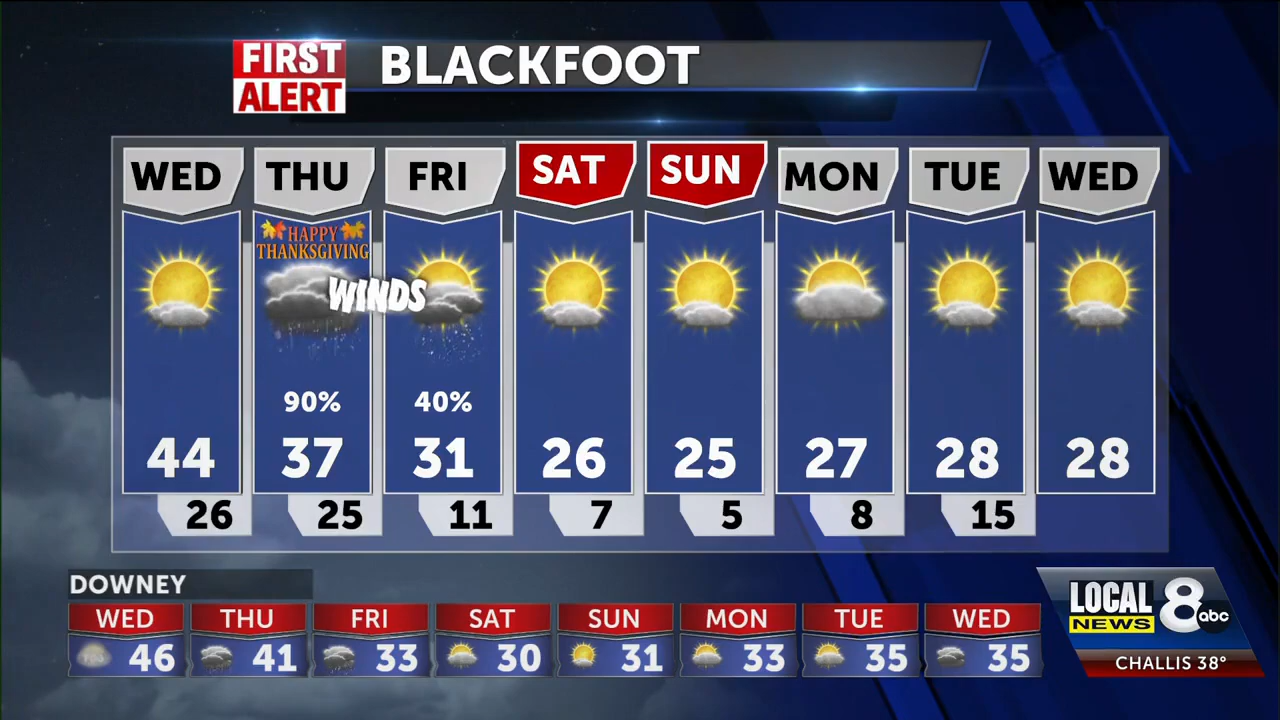 FIRST
ALERT
BLACKFOOT
WED THU FRI SAT SUN MON TUE WED
HAPPY
THANKSGIVING
WINDS
90% 40%
44 37 31 26 25 27 28 28
26 25 11 7 5 8 15
DOWNEY
WED THU FRI SAT SUN MON TUE WED
46 41 33 30 31 33 35 35
LOCAL
NEWS
8
abc
CHALLIS 38°